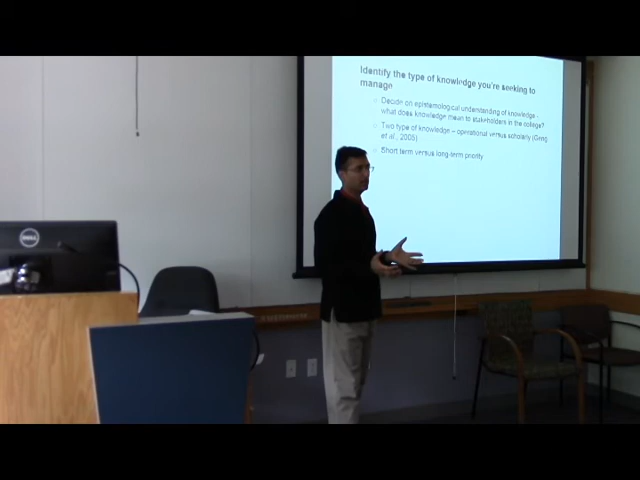 Identify the type of knowledge you're seeking to
manage
Decide on epistemological understanding of knowledge -
what does knowledge mean to stakeholders in the college?
Two type of knowledge – operational versus scholarly (Geng
et al., 2005)
Short term versus long-term priority
DELL